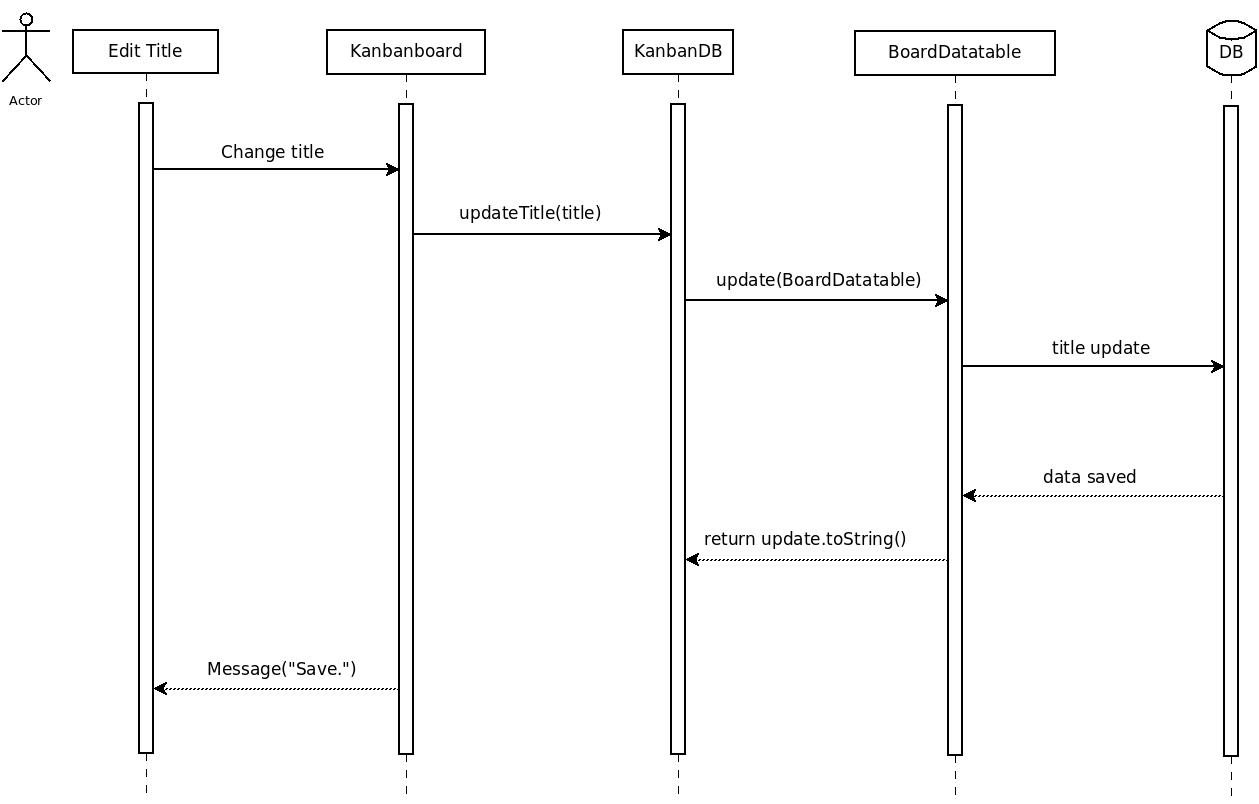 Edit Title
Kanbanboard
KanbanDB
BoardDatatable
DB
Actor
Change title
updateTitle(title)
update(BoardDatatable)
title update
data saved
return update.toString()
Message("Save.")